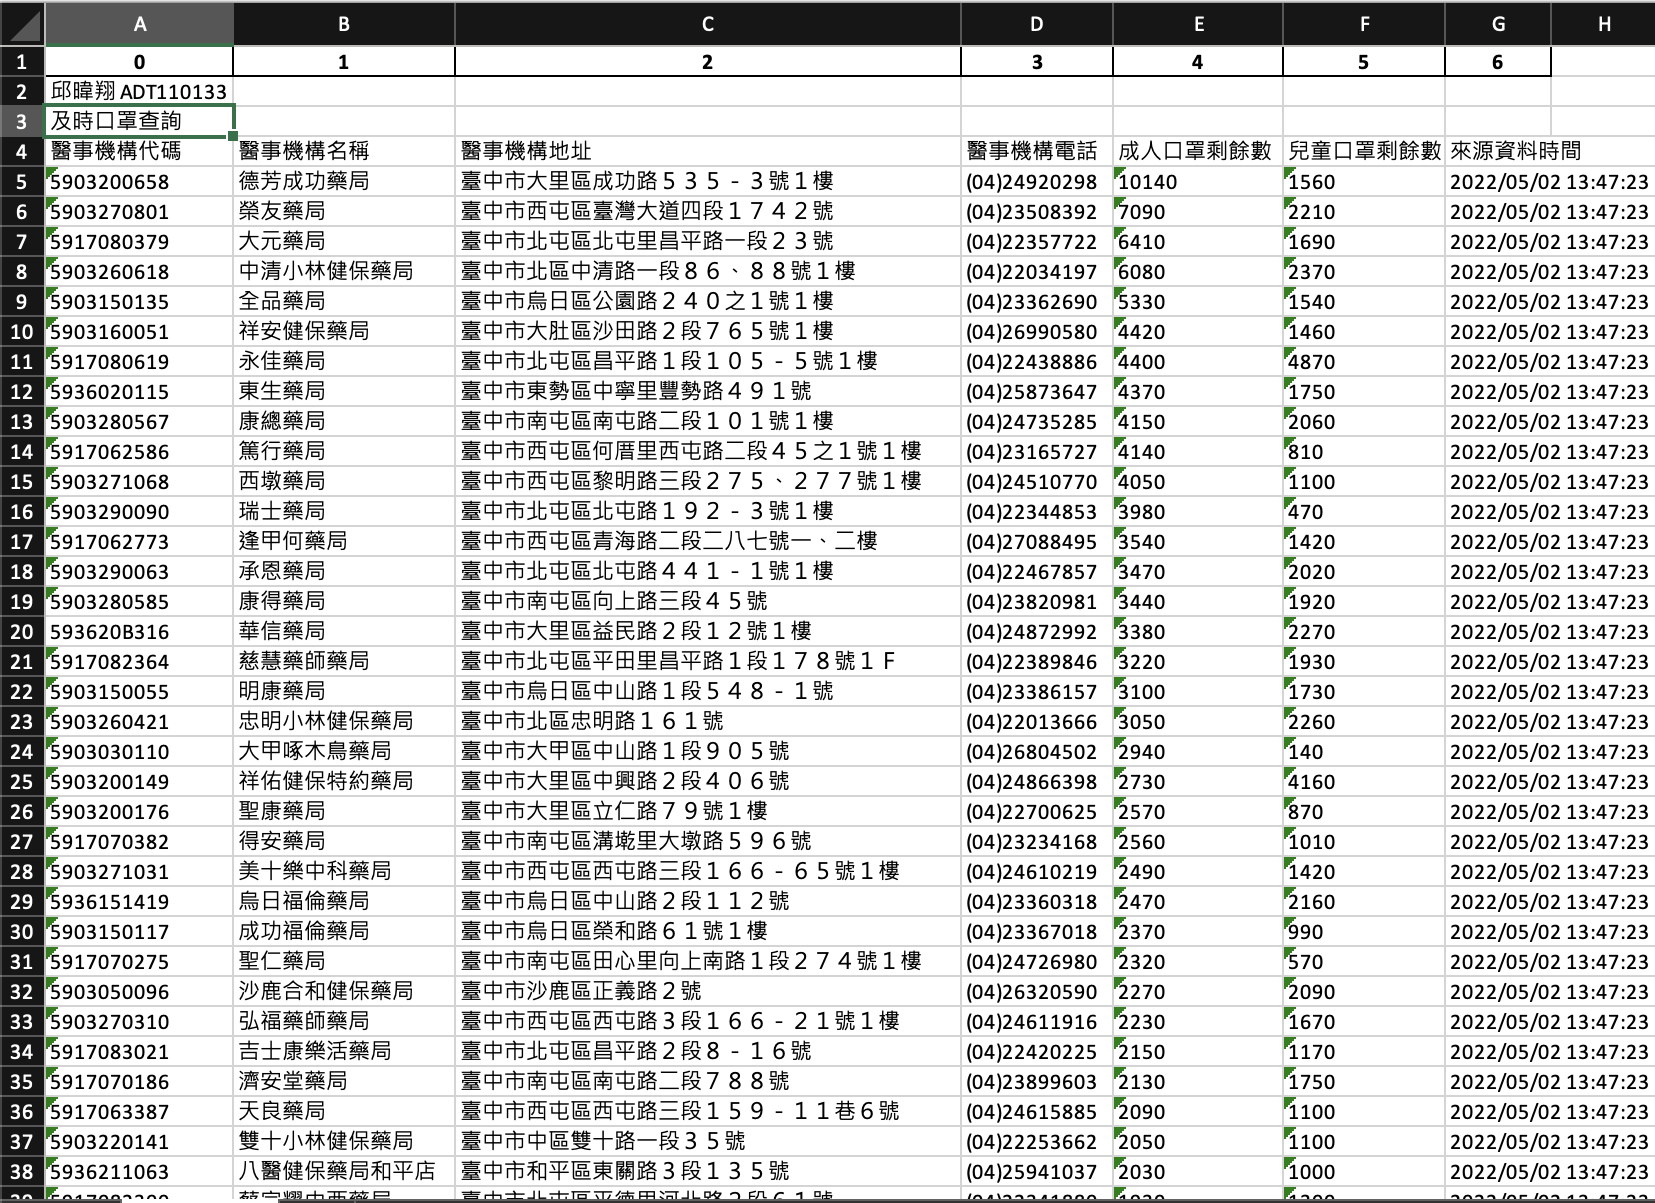 A B C D E F G H
1 0 1 2 3 4 5 6
2 邱暐翔 ADT110133
3 及時口罩查詢
4 醫事機構代碼 醫事機構名稱 醫事機構地址 醫事機構電話 成人口罩剩餘數 兒童口罩剩餘數 來源資料時間
5 5903200658 德芳成功藥局 臺中市大里區成功路５３５－３號１樓 (04)24920298 10140 1560 2022/05/02 13:47:23
6 5903270801 榮友藥局 臺中市西屯區臺灣大道四段１７４２號 (04)23508392 7090 2210 2022/05/02 13:47:23
7 5917080379 大元藥局 臺中市北屯區北屯里昌平路一段２３號 (04)22357722 6410 1690 2022/05/02 13:47:23
8 5903260618 中清小林健保藥局 臺中市北區中清路一段８６、８８號１樓 (04)22034197 6080 2370 2022/05/02 13:47:23
9 5903150135 全品藥局 臺中市烏日區公園路２４０之１號１樓 (04)23362690 5330 1540 2022/05/02 13:47:23
10 5903160051 祥安健保藥局 臺中市大肚區沙田路２段７６５號１樓 (04)26990580 4420 1460 2022/05/02 13:47:23
11 5917080619 永佳藥局 臺中市北屯區昌平路１段１０５－５號１樓 (04)22438886 4400 4870 2022/05/02 13:47:23
12 5936020115 東生藥局 臺中市東勢區中寧里豐勢路４９１號 (04)25873647 4370 1750 2022/05/02 13:47:23
13 5903280567 康總藥局 臺中市南屯區南屯路二段１０１號１樓 (04)24735285 4150 2060 2022/05/02 13:47:23
14 5917062586 篤行藥局 臺中市西屯區何厝里西屯路二段４５之１號１樓 (04)23165727 4140 810 2022/05/02 13:47:23
15 5903271068 西墩藥局 臺中市西屯區黎明路三段２７５、２７７號１樓 (04)24510770 4050 1100 2022/05/02 13:47:23
16 5903290090 瑞士藥局 臺中市北屯區北屯路１９２－３號１樓 (04)22344853 3980 470 2022/05/02 13:47:23
17 5917062773 逢甲何藥局 臺中市西屯區青海路二段二八七號一、二樓 (04)27088495 3540 1420 2022/05/02 13:47:23
18 5903290063 承恩藥局 臺中市北屯區北屯路４４１－１號１樓 (04)22467857 3470 2020 2022/05/02 13:47:23
19 5903280585 康得藥局 臺中市南屯區向上路三段４５號 (04)23820981 3440 1920 2022/05/02 13:47:23
20 593620B316 華信藥局 臺中市大里區益民路２段１２號１樓 (04)24872992 3380 2270 2022/05/02 13:47:23
21 5917082364 慈慧藥師藥局 臺中市北屯區平田里昌平路１段１７８號１Ｆ (04)22389846 3220 1930 2022/05/02 13:47:23
22 5903150055 明康藥局 臺中市烏日區中山路１段５４８－１號 (04)23386157 3100 1730 2022/05/02 13:47:23
23 5903260421 忠明小林健保藥局 臺中市北區忠明路１６１號 (04)22013666 3050 2260 2022/05/02 13:47:23
24 5903030110 大甲啄木鳥藥局 臺中市大甲區中山路１段９０５號 (04)26804502 2940 140 2022/05/02 13:47:23
25 5903200149 祥佑健保特約藥局 臺中市大里區中興路２段４０６號 (04)24866398 2730 4160 2022/05/02 13:47:23
26 5903200176 聖康藥局 臺中市大里區立仁路７９號１樓 (04)22700625 2570 870 2022/05/02 13:47:23
27 5917070382 得安藥局 臺中市南屯區溝墘里大墩路５９６號 (04)23234168 2560 1010 2022/05/02 13:47:23
28 5903271031 美十樂中科藥局 臺中市西屯區西屯路三段１６６－６５號１樓 (04)24610219 2490 1420 2022/05/02 13:47:23
29 5936151419 烏日福倫藥局 臺中市烏日區中山路２段１１２號 (04)23360318 2470 2160 2022/05/02 13:47:23
30 5903150117 成功福倫藥局 臺中市烏日區榮和路６１號１樓 (04)23367018 2370 990 2022/05/02 13:47:23
31 5917070275 聖仁藥局 臺中市南屯區田心里向上南路１段２７４號１樓 (04)24726980 2320 570 2022/05/02 13:47:23
32 5903050096 沙鹿合和健保藥局 臺中市沙鹿區正義路２號 (04)26320590 2270 2090 2022/05/02 13:47:23
33 5903270310 弘福藥師藥局 臺中市西屯區西屯路３段１６６－２１號１樓 (04)24611916 2230 1670 2022/05/02 13:47:23
34 5917083021 吉士康樂活藥局 臺中市北屯區昌平路２段８－１６號 (04)22420225 2150 1170 2022/05/02 13:47:23
35 5917070186 濟安堂藥局 臺中市南屯區南屯路二段７８８號 (04)23899603 2130 1750 2022/05/02 13:47:23
36 5917063387 天良藥局 臺中市西屯區西屯路三段１５９－１１巷６號 (04)24615885 2090 1100 2022/05/02 13:47:23
37 5903220141 雙十小林健保藥局 臺中市中區雙十路一段３５號 (04)22253662 2050 1100 2022/05/02 13:47:23
38 5936211063 八醫健保藥局和平店 臺中市和平區東關路３段１３５號 (04)25941037 2030 1000 2022/05/02 13:47:23